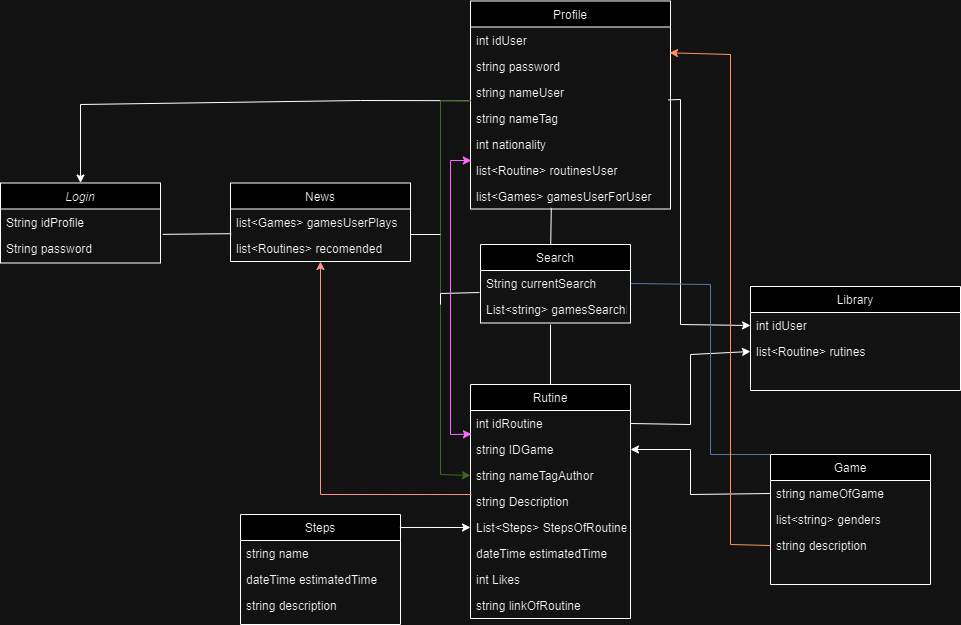 Profile
int idUser
string password
string nameUser
string nameTag
int nationality
list<Routine> routinesUser
list<Games> gamesUserForUser
Login
String idProfile
String password
News
list<Games> gamesUserPlays
list<Routines> recomended
Search
String currentSearch
List<string> gamesSearch
Library
int idUser
list<Routine> rutines
Rutine
int idRoutine
string IDGame
string nameTagAuthor
string Description
List<Steps> StepsOfRoutine
dateTime estimatedTime
int Likes
string linkOfRoutine
Game
string nameOfGame
list<string> genders
string description
Steps
string name
dateTime estimatedTime
string description